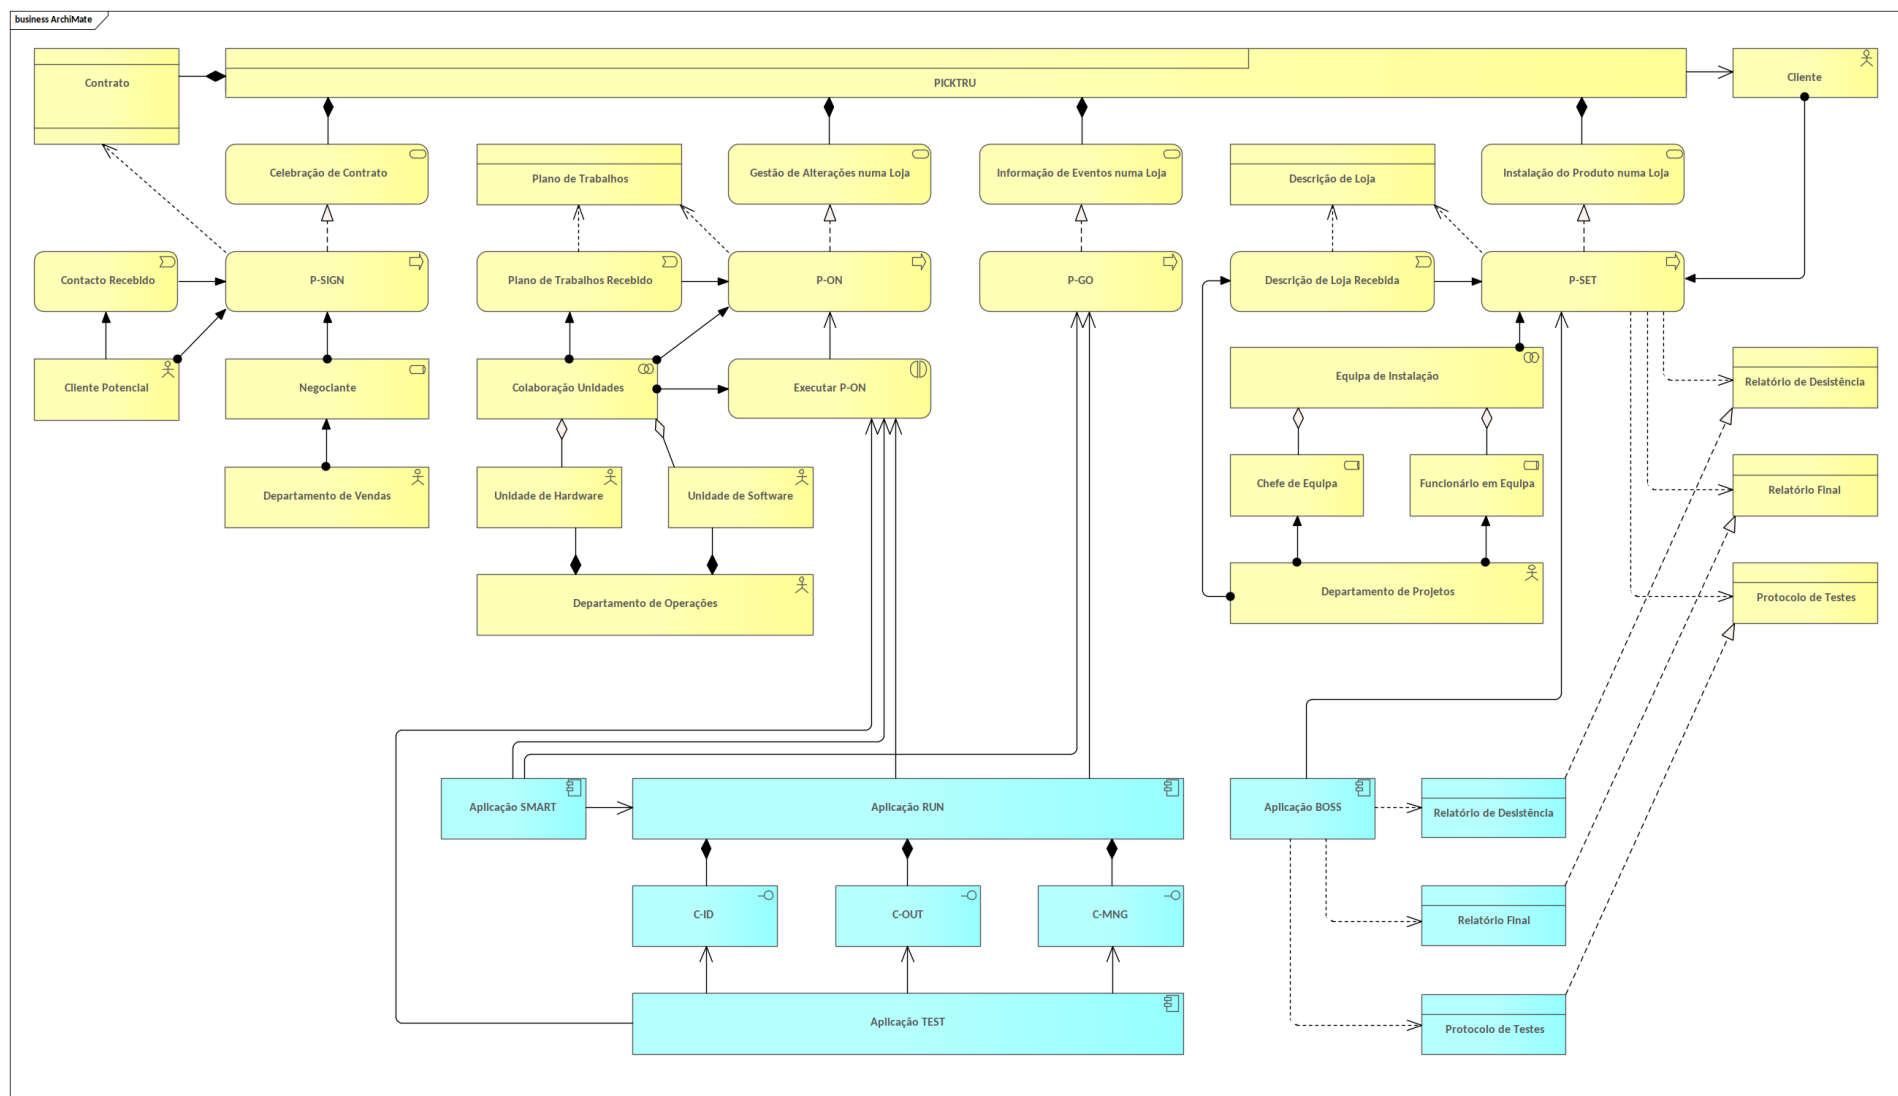 business ArchiMate
Contrato
PICKTRU
Cliente
Celebração de Contrato
Plano de Trabalhos
Gestão de Alterações numa Loja
Informação de Eventos numa Loja
Descrição de Loja
Instalação do Produto numa Loja
Contacto Recebido
P-SIGN
Plano de Trabalhos Recebido
P-ON
P-GO
Descrição de Loja Recebida
P-SET
Cliente Potencial
Negociante
Colaboração Unidades
Executar P-ON
Equipa de Instalação
Relatório de Desistência
Departamento de Vendas
Unidade de Hardware
Unidade de Software
Chefe de Equipa
Funcionário em Equipa
Relatório Final
Departamento de Operações
Departamento de Projetos
Protocolo de Testes
Aplicação SMART
Aplicação RUN
Aplicação BOSS
Relatório de Desistência
C-ID
C-OUT
C-MNG
Relatório FInal
Aplicação TEST
Protocolo de Testes